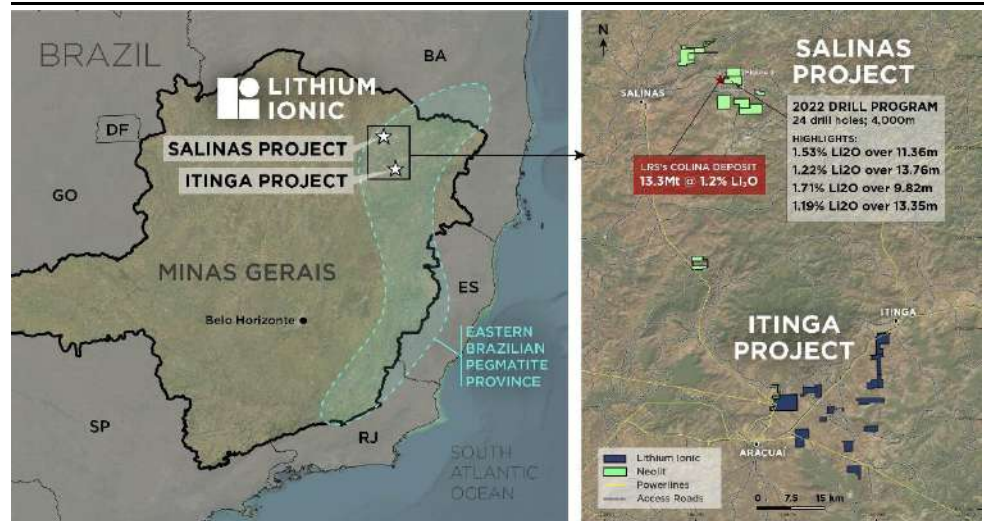 BRAZIL
BA
LITHIUM
IONIC
DF
SALINAS PROJECT
ITINGA PROJECT
GO
MINAS GERAIS
ES
Belo Horizonte
EASTERN
BRAZILIAN
PEGMATITE
PROVINCE
SP
RJ
SOUTH
ATLANTIC
OCEAN
N
SALINAS
PROJECT
SALINAS
2022 DRILL PROGRAM
24 drill holes; 4,000m
HIGHLIGHTS:
1.53% LI2O over 11.36m
1.22% LI2O over 13.76m
1.71% LI2O over 9.82m
1.19% LI2O over 13.35m
LRS's COLINA DEPOSIT
13.3Mt @ 1.2% Li₂O
ITINGA
ITINGA
PROJECT
ARACUAI
Lithium Ionic
Neolit
Powerlines
Access Roads
0 7.5 15 km